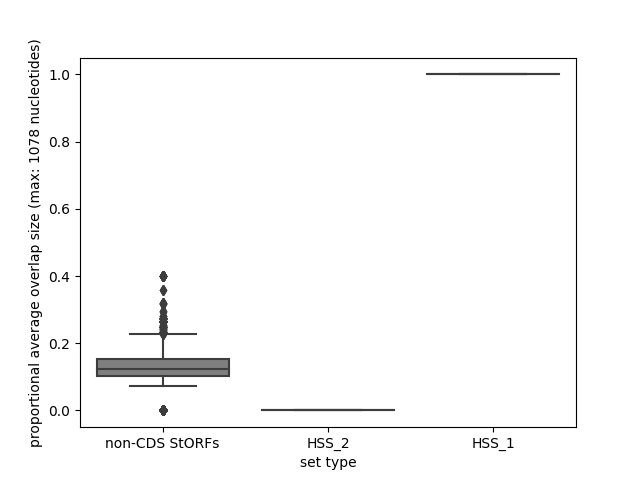 proportional average overlap size (max: 1078 nucleotides)
1.0
0.8
0.6
0.4
0.2
0.0
non-CDS StORFs HSS_2 HSS_1
set type